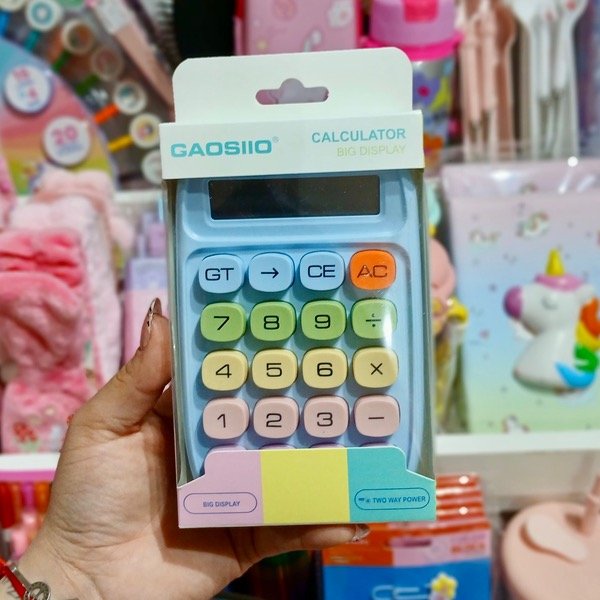 GAOSIIO®
CALCULATOR
BIG DISPLAY
GT → CE AC
7 8 9 ÷
4 5 6 ×
1 2 3 −
BIG DISPLAY
TWO WAY POWER